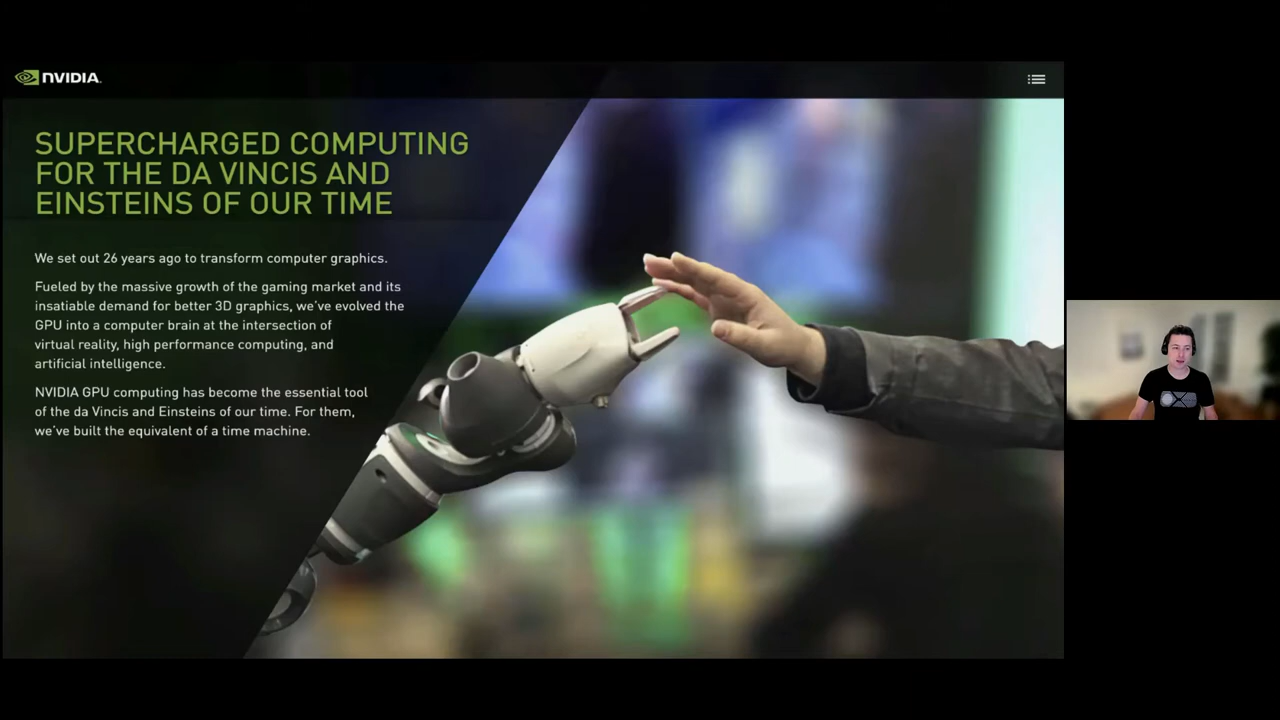 NVIDIA.
SUPERCHARGED COMPUTING
FOR THE DA VINCIS AND
EINSTEINS OF OUR TIME
We set out 26 years ago to transform computer graphics.
Fueled by the massive growth of the gaming market and its
insatiable demand for better 3D graphics, we've evolved the
GPU into a computer brain at the intersection of
virtual reality, high performance computing, and
artificial intelligence.
NVIDIA GPU computing has become the essential tool
of the da Vincis and Einsteins of our time. For them,
we've built the equivalent of a time machine.